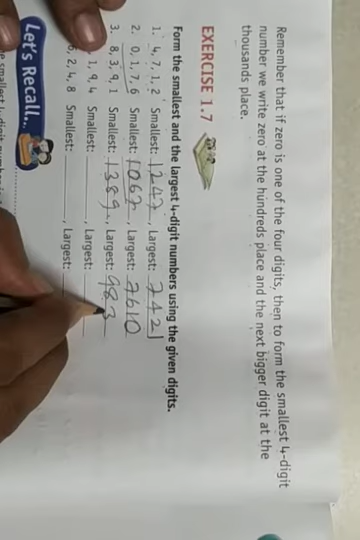 Remember that if zero is one of the four digits, then to form the smallest 4-digit
number we write zero at the hundreds place and the next bigger digit at the
thousands place.
EXERCISE 1.7
Form the smallest and the largest 4-digit numbers using the given digits.
1. 4, 7, 1, 2 Smallest: 1247, Largest: 7421
2. 0, 1, 7, 6 Smallest: 1067, Largest: 7610
3. 8, 3, 9, 1 Smallest: 1389, Largest: 983
1, 9, 4 Smallest: , Largest:
6, 2, 4, 8 Smallest: , Largest:
Let's Recall...